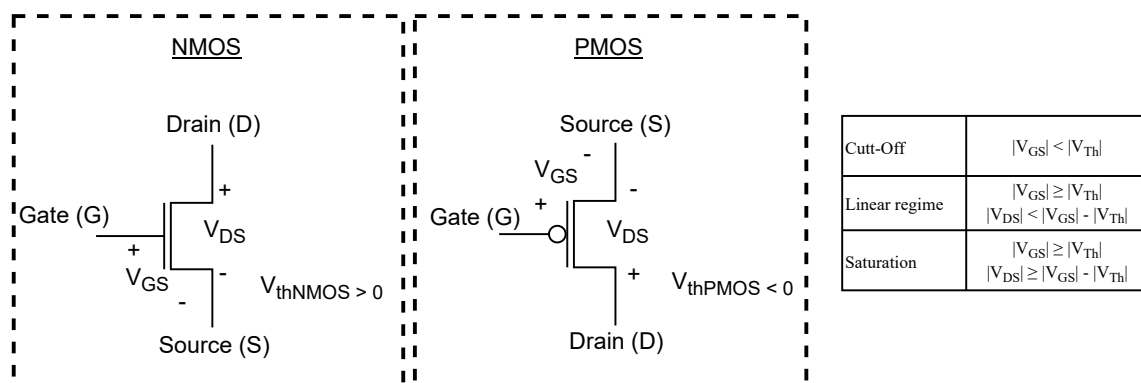 NMOS
Drain (D)
+
Gate (G)
V_DS
+
V_GS
-
-
V_thNMOS > 0
Source (S)
PMOS
Source (S)
-
V_GS
-
+
Gate (G)
V_DS
+
V_thPMOS < 0
Drain (D)
Cutt-Off |V_GS| < |V_Th|
Linear regime |V_GS| ≥ |V_Th|
|V_DS| < |V_GS| - |V_Th|
Saturation |V_GS| ≥ |V_Th|
|V_DS| ≥ |V_GS| - |V_Th|